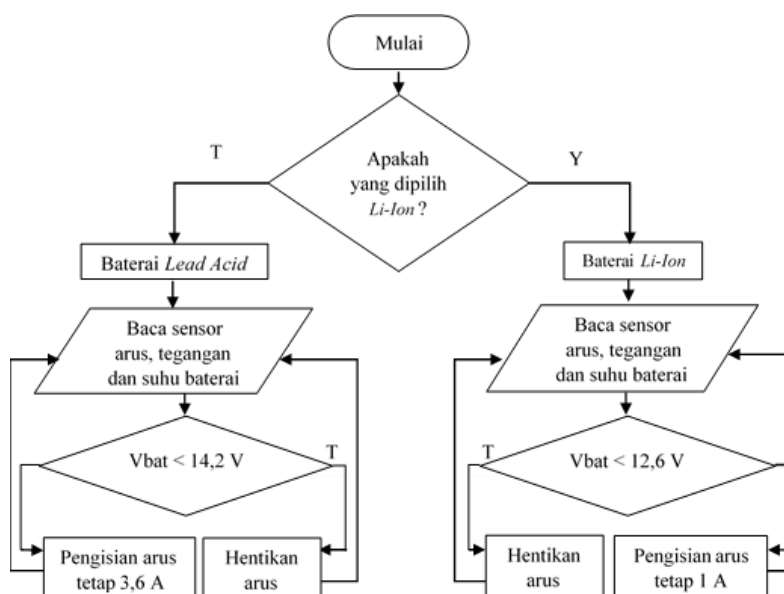 Mulai
Apakah
yang dipilih
Li-Ion ?
T
Y
Baterai Lead Acid
Baca sensor
arus, tegangan
dan suhu baterai
Vbat < 14,2 V
T
Pengisian arus
tetap 3,6 A
Hentikan
arus
Baterai Li-Ion
Baca sensor
arus, tegangan
dan suhu baterai
T
Vbat < 12,6 V
Hentikan
arus
Pengisian arus
tetap 1 A